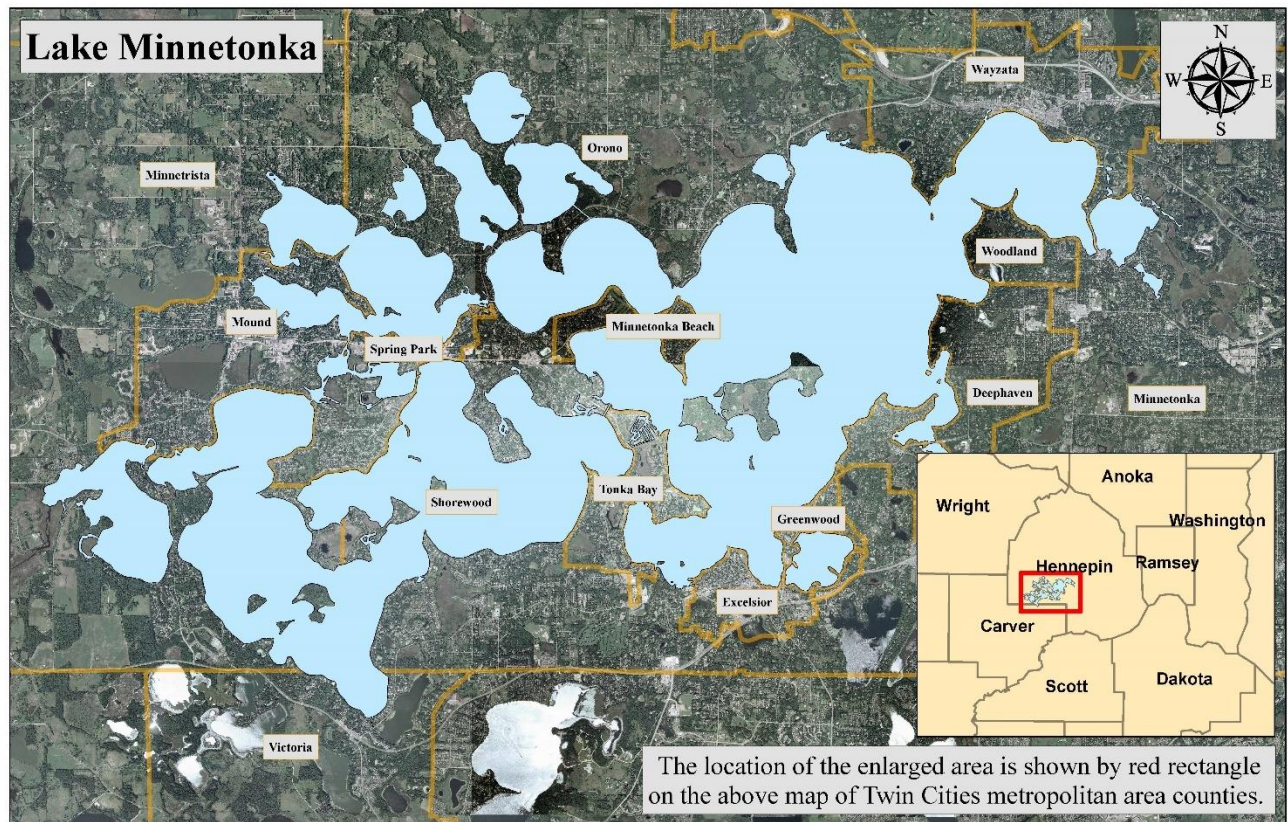 Lake Minnetonka
N
W E
S
Wayzata
Orono
Minnetrista
Woodland
Mound
Minnetonka Beach
Spring Park
Deephaven
Minnetonka
Tonka Bay
Shorewood
Greenwood
Excelsior
Victoria
Anoka
Wright
Washington
Hennepin
Ramsey
Carver
Scott
Dakota
The location of the enlarged area is shown by red rectangle
on the above map of Twin Cities metropolitan area counties.